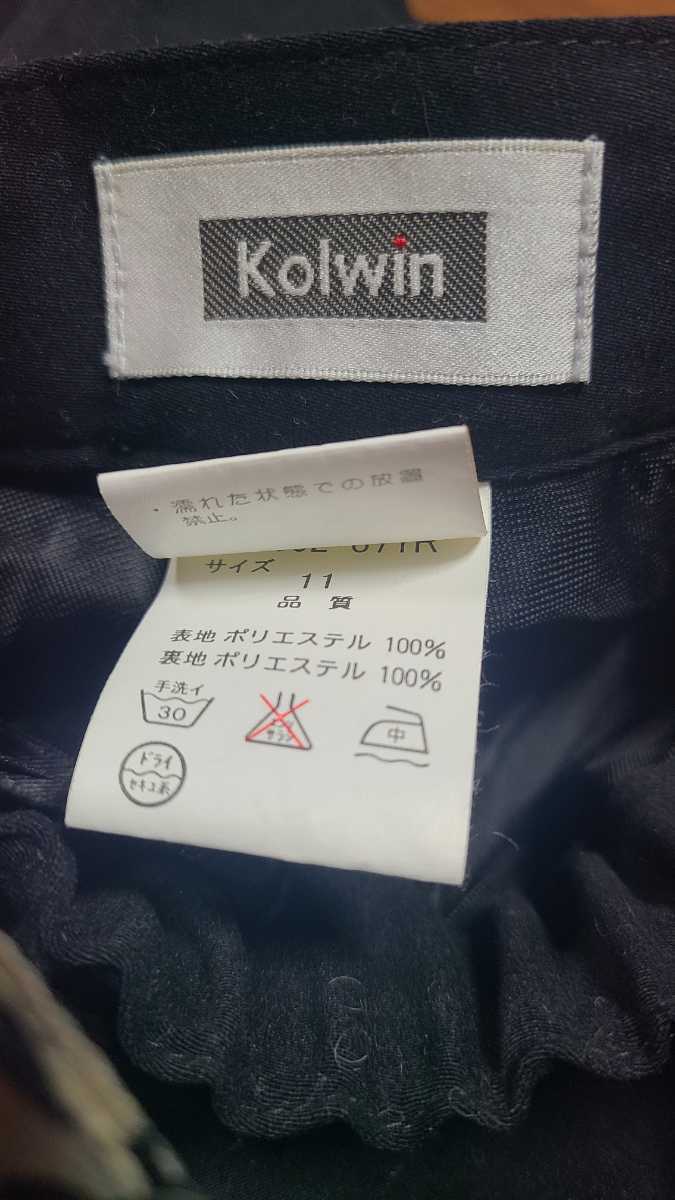 Kolwin
・濡れた状態での放置
禁止。
サイズ
11
品 質
表地 ポリエステル 100%
裏地 ポリエステル 100%
手洗イ
30
中
ドライ
セキユ系